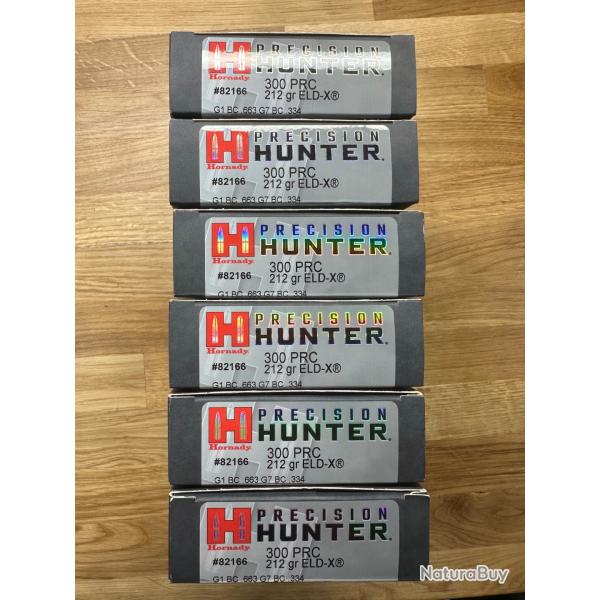 H PRECISION
HUNTER
Hornady
300 PRC
#82166
212 gr ELD-X®
G1 BC .663 G7 BC .334
H PRECISION
HUNTER
Hornady
300 PRC
#82166
212 gr ELD-X®
G1 BC .663 G7 BC .334
H PRECISION
HUNTER
Hornady
300 PRC
#82166
212 gr ELD-X®
G1 BC .663 G7 BC .334
H PRECISION
HUNTER
Hornady
300 PRC
#82166
212 gr ELD-X®
G1 BC .663 G7 BC .334
H PRECISION
HUNTER
Hornady
300 PRC
#82166
212 gr ELD-X®
G1 BC .663 G7 BC .334
H PRECISION
HUNTER
Hornady
300 PRC
#82166
212 gr ELD-X®
G1 BC .663 G7 BC .334
NaturaBuy